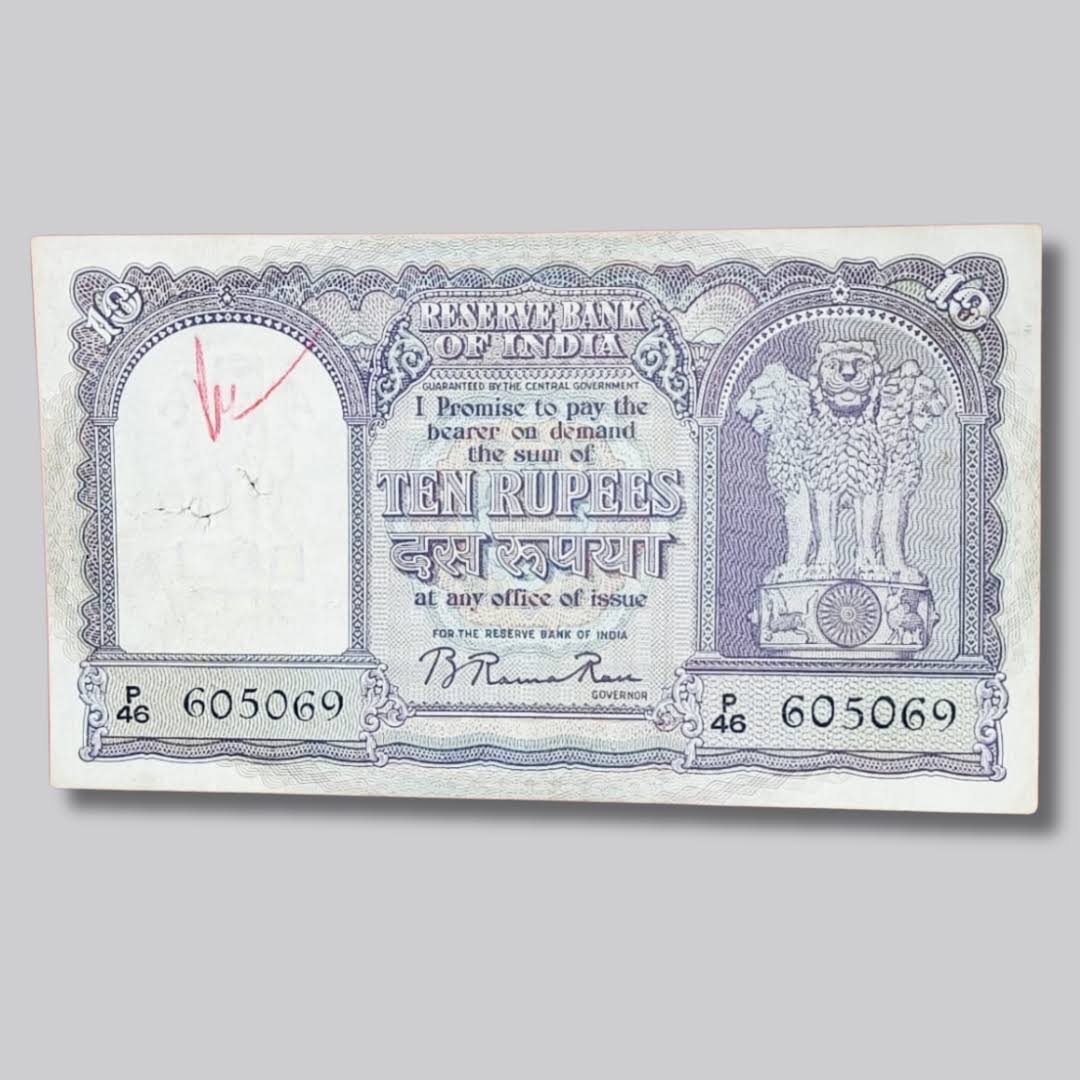 10
10
RESERVE BANK
OF INDIA
GUARANTEED BY THE CENTRAL GOVERNMENT
I Promise to pay the
bearer on demand
the sum of
TEN RUPEES
दस रूपया
at any office of issue
FOR THE RESERVE BANK OF INDIA
B Rama Rau
GOVERNOR
P/46 605069
P/46 605069